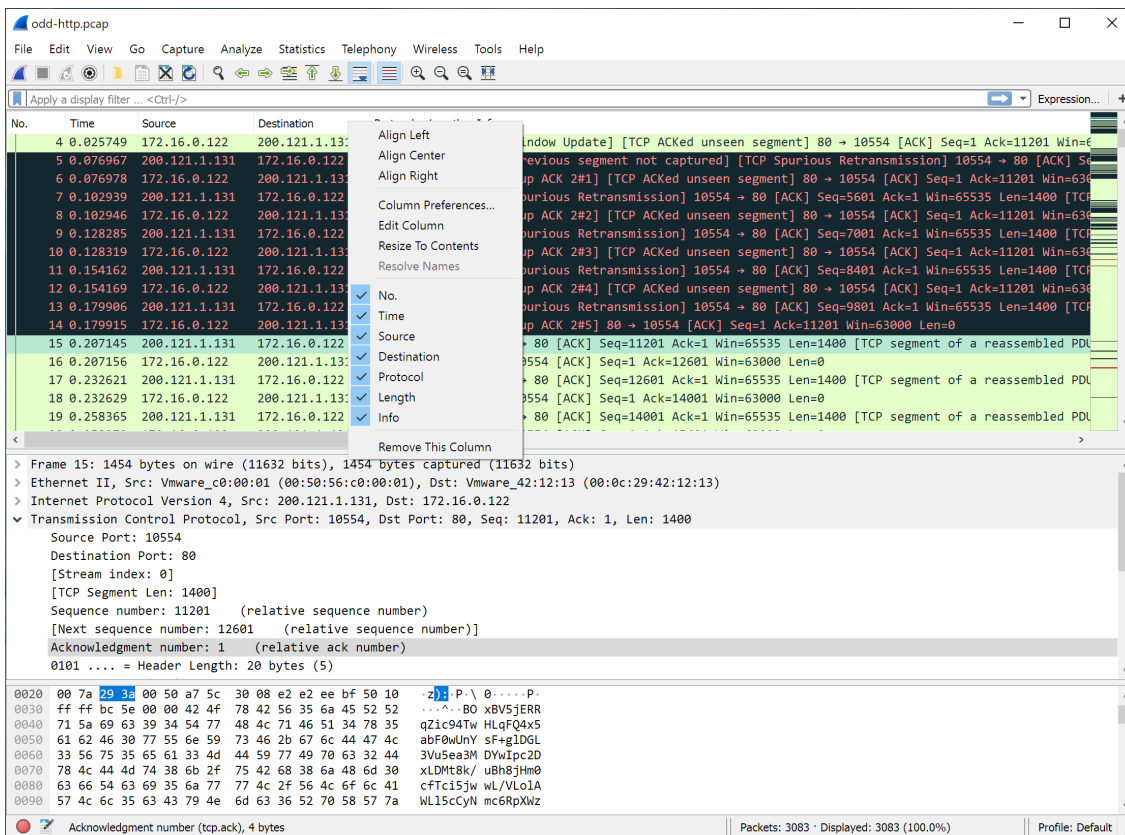 odd-http.pcap
File Edit View Go Capture Analyze Statistics Telephony Wireless Tools Help
Apply a display filter ... <Ctrl-/> Expression... +
No. Time Source Destination
4 0.025749 172.16.0.122 200.121.1.131 indow Update] [TCP ACKed unseen segment] 80 → 10554 [ACK] Seq=1 Ack=11201 Win=6
5 0.076967 200.121.1.131 172.16.0.122 revious segment not captured] [TCP Spurious Retransmission] 10554 → 80 [ACK] Se
6 0.076978 172.16.0.122 200.121.1.131 up ACK 2#1] [TCP ACKed unseen segment] 80 → 10554 [ACK] Seq=1 Ack=11201 Win=630
7 0.102939 200.121.1.131 172.16.0.122 purious Retransmission] 10554 → 80 [ACK] Seq=5601 Ack=1 Win=65535 Len=1400 [TCP
8 0.102946 172.16.0.122 200.121.1.131 up ACK 2#2] [TCP ACKed unseen segment] 80 → 10554 [ACK] Seq=1 Ack=11201 Win=630
9 0.128285 200.121.1.131 172.16.0.122 purious Retransmission] 10554 → 80 [ACK] Seq=7001 Ack=1 Win=65535 Len=1400 [TCP
10 0.128319 172.16.0.122 200.121.1.131 up ACK 2#3] [TCP ACKed unseen segment] 80 → 10554 [ACK] Seq=1 Ack=11201 Win=630
11 0.154162 200.121.1.131 172.16.0.122 purious Retransmission] 10554 → 80 [ACK] Seq=8401 Ack=1 Win=65535 Len=1400 [TCP
12 0.154169 172.16.0.122 200.121.1.131 up ACK 2#4] [TCP ACKed unseen segment] 80 → 10554 [ACK] Seq=1 Ack=11201 Win=630
13 0.179906 200.121.1.131 172.16.0.122 purious Retransmission] 10554 → 80 [ACK] Seq=9801 Ack=1 Win=65535 Len=1400 [TCP
14 0.179915 172.16.0.122 200.121.1.131 up ACK 2#5] 80 → 10554 [ACK] Seq=1 Ack=11201 Win=63000 Len=0
15 0.207145 200.121.1.131 172.16.0.122 → 80 [ACK] Seq=11201 Ack=1 Win=65535 Len=1400 [TCP segment of a reassembled PDU
16 0.207156 172.16.0.122 200.121.1.131 0554 [ACK] Seq=1 Ack=12601 Win=63000 Len=0
17 0.232621 200.121.1.131 172.16.0.122 → 80 [ACK] Seq=12601 Ack=1 Win=65535 Len=1400 [TCP segment of a reassembled PDU
18 0.232629 172.16.0.122 200.121.1.131 0554 [ACK] Seq=1 Ack=14001 Win=63000 Len=0
19 0.258365 200.121.1.131 172.16.0.122 → 80 [ACK] Seq=14001 Ack=1 Win=65535 Len=1400 [TCP segment of a reassembled PDU
Align Left
Align Center
Align Right
Column Preferences...
Edit Column
Resize To Contents
Resolve Names
No.
Time
Source
Destination
Protocol
Length
Info
Remove This Column
Frame 15: 1454 bytes on wire (11632 bits), 1454 bytes captured (11632 bits)
Ethernet II, Src: Vmware_c0:00:01 (00:50:56:c0:00:01), Dst: Vmware_42:12:13 (00:0c:29:42:12:13)
Internet Protocol Version 4, Src: 200.121.1.131, Dst: 172.16.0.122
Transmission Control Protocol, Src Port: 10554, Dst Port: 80, Seq: 11201, Ack: 1, Len: 1400
Source Port: 10554
Destination Port: 80
[Stream index: 0]
[TCP Segment Len: 1400]
Sequence number: 11201 (relative sequence number)
[Next sequence number: 12601 (relative sequence number)]
Acknowledgment number: 1 (relative ack number)
0101 .... = Header Length: 20 bytes (5)
0020 00 7a 29 3a 00 50 a7 5c 30 08 e2 e2 ee bf 50 10 ·z):·P·\ 0·····P·
0030 ff ff bc 5e 00 00 42 4f 78 42 56 35 6a 45 52 52 ···^··BO xBV5jERR
0040 71 5a 69 63 39 34 54 77 48 4c 71 46 51 34 78 35 qZic94Tw HLqFQ4x5
0050 61 62 46 30 77 55 6e 59 73 46 2b 67 6c 44 47 4c abF0wUnY sF+glDGL
0060 33 56 75 35 65 61 33 4d 44 59 77 49 70 63 32 44 3Vu5ea3M DYwIpc2D
0070 78 4c 44 4d 74 38 6b 2f 75 42 68 38 6a 48 6d 30 xLDMt8k/ uBh8jHm0
0080 63 66 54 63 69 35 6a 77 77 4c 2f 56 4c 6f 6c 41 cfTci5jw wL/VLolA
0090 57 4c 6c 35 63 43 79 4e 6d 63 36 52 70 58 57 7a WLl5cCyN mc6RpXWz
Acknowledgment number (tcp.ack), 4 bytes Packets: 3083 · Displayed: 3083 (100.0%) Profile: Default